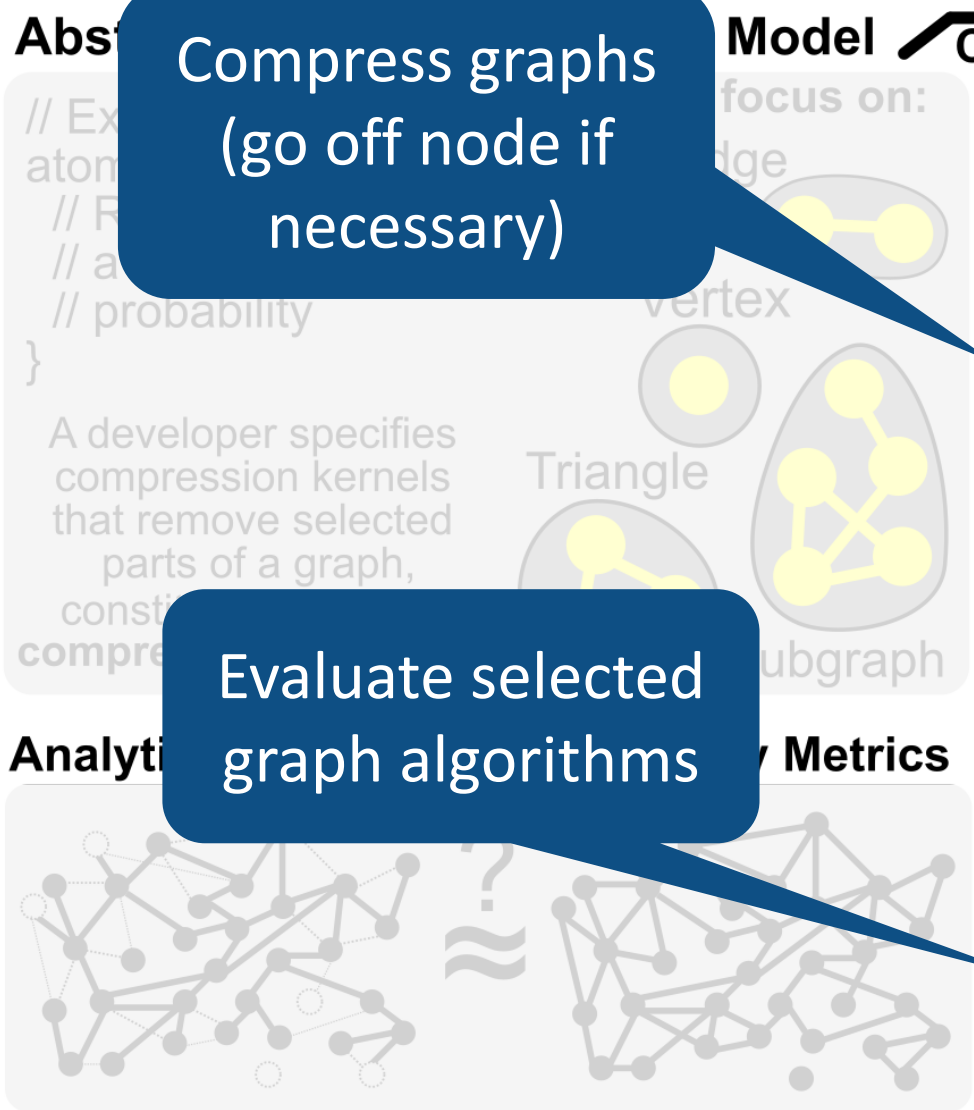 Abst Model
Compress graphs
(go off node if
necessary)
// Ex
atom
// R
// a
// probability
}
focus on:
dge
Vertex
A developer specifies
compression kernels
that remove selected
parts of a graph,
consti
compre
Triangle
ubgraph
Evaluate selected
graph algorithms
Analyti y Metrics
?
≈